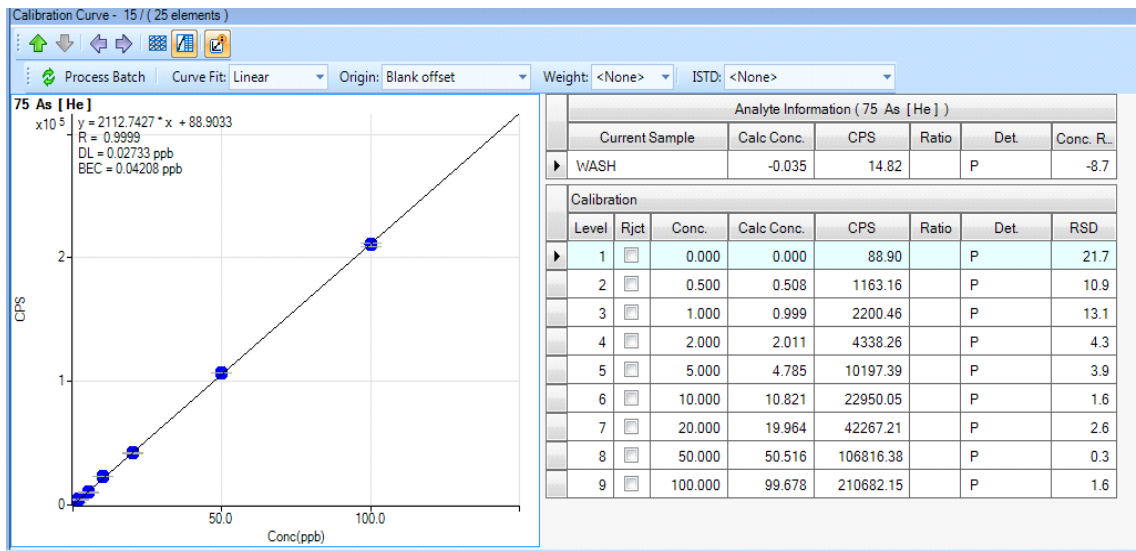 Calibration Curve - 15 / ( 25 elements )
Process Batch Curve Fit: Linear Origin: Blank offset Weight: <None> ISTD: <None>
75 As [ He ]
x10 5
y = 2112.7427 * x + 88.9033
R = 0.9999
DL = 0.02733 ppb
BEC = 0.04208 ppb
2
1
0
CPS
50.0 100.0
Conc(ppb)
Analyte Information ( 75 As [ He ] )
Current Sample Calc Conc. CPS Ratio Det. Conc. R...
WASH -0.035 14.82 P -8.7
Calibration
Level Rjct Conc. Calc Conc. CPS Ratio Det. RSD
1 0.000 0.000 88.90 P 21.7
2 0.500 0.508 1163.16 P 10.9
3 1.000 0.999 2200.46 P 13.1
4 2.000 2.011 4338.26 P 4.3
5 5.000 4.785 10197.39 P 3.9
6 10.000 10.821 22950.05 P 1.6
7 20.000 19.964 42267.21 P 2.6
8 50.000 50.516 106816.38 P 0.3
9 100.000 99.678 210682.15 P 1.6